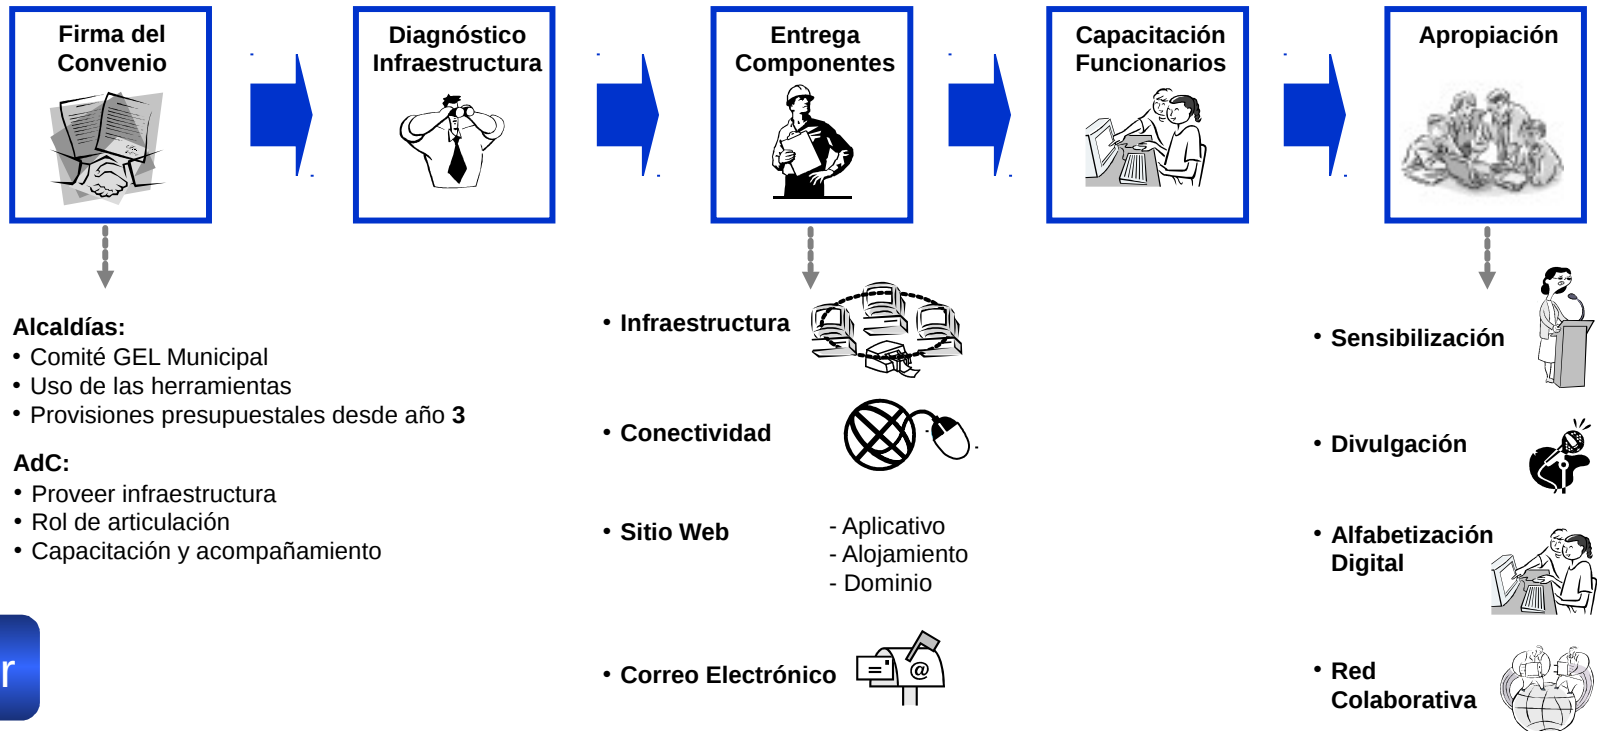 Firma del
Convenio
Diagnóstico
Infraestructura
Entrega
Componentes
Capacitación
Funcionarios
Apropiación
Alcaldías:
• Comité GEL Municipal
• Uso de las herramientas
• Provisiones presupuestales desde año 3
AdC:
• Proveer infraestructura
• Rol de articulación
• Capacitación y acompañamiento
• Infraestructura
• Conectividad
• Sitio Web
- Aplicativo
- Alojamiento
- Dominio
• Correo Electrónico
@
• Sensibilización
• Divulgación
• Alfabetización
Digital
• Red
Colaborativa
r